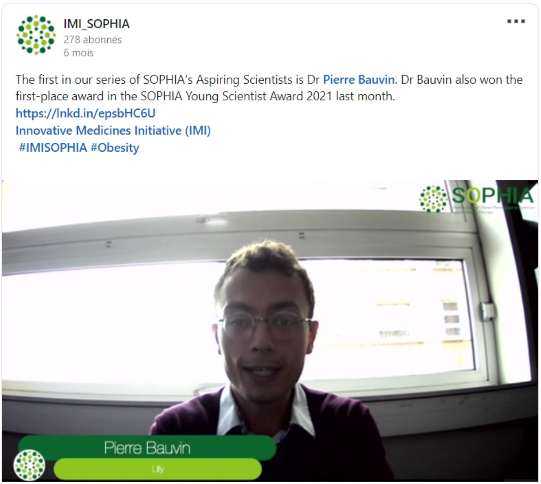 IMI_SOPHIA
278 abonnés
6 mois
The first in our series of SOPHIA's Aspiring Scientists is Dr Pierre Bauvin. Dr Bauvin also won the
first-place award in the SOPHIA Young Scientist Award 2021 last month.
https://lnkd.in/epsbHC6U
Innovative Medicines Initiative (IMI)
#IMISOPHIA #Obesity
SOPHIA
Pierre Bauvin
Lilly